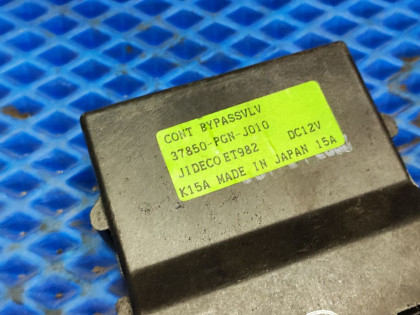 CONT BYPASSVLV
37850-PGN-J010
JIDECO ET982 DC12V
K15A MADE IN JAPAN 15A